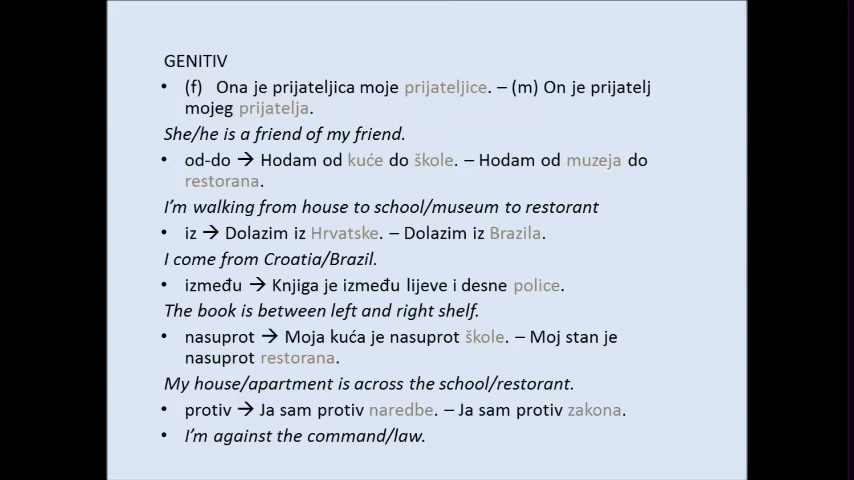 GENITIV
• (f) Ona je prijateljica moje prijateljice. – (m) On je prijatelj
mojeg prijatelja.
She/he is a friend of my friend.
• od-do → Hodam od kuće do škole. – Hodam od muzeja do
restorana.
I'm walking from house to school/museum to restorant
• iz → Dolazim iz Hrvatske. – Dolazim iz Brazila.
I come from Croatia/Brazil.
• između → Knjiga je između lijeve i desne police.
The book is between left and right shelf.
• nasuprot → Moja kuća je nasuprot škole. – Moj stan je
nasuprot restorana.
My house/apartment is across the school/restorant.
• protiv → Ja sam protiv naredbe. – Ja sam protiv zakona.
• I'm against the command/law.